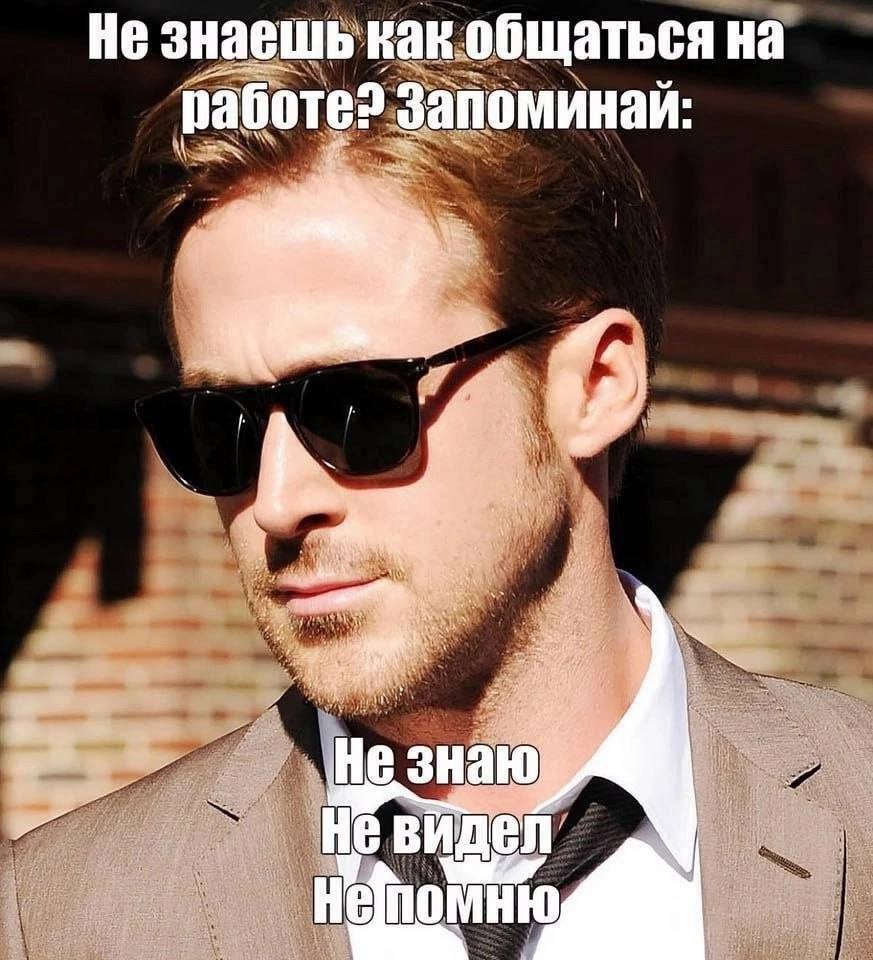 Не знаешь как общаться на
работе? Запоминай:
Не знаю
Не видел
Не помню